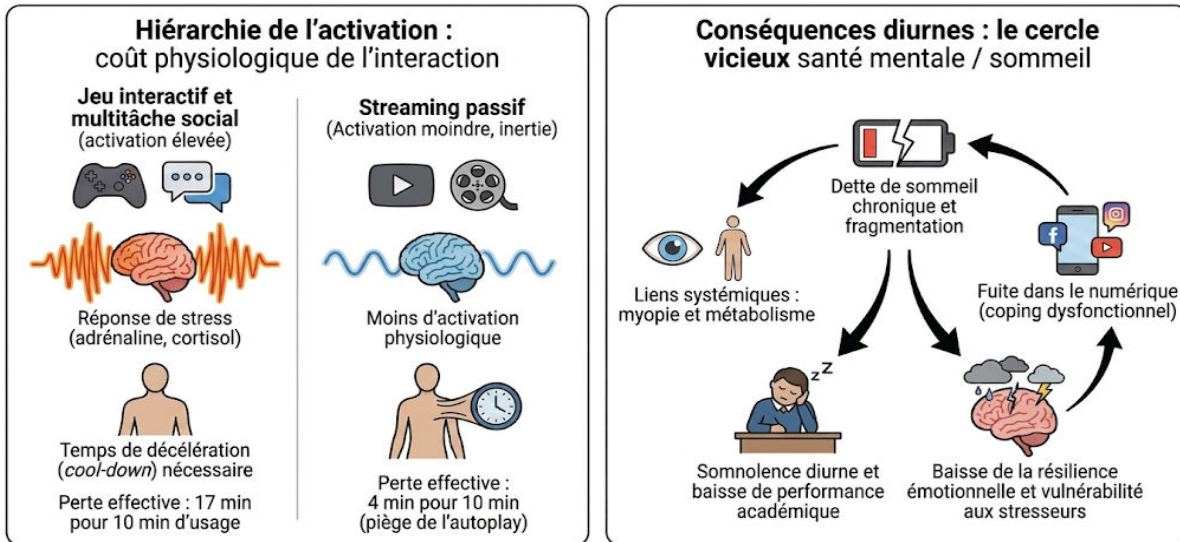 Hiérarchie de l'activation :
coût physiologique de l'interaction
Jeu interactif et
multitâche social
(activation élevée)
Réponse de stress
(adrénaline, cortisol)
Temps de décélération
(cool-down) nécessaire
Perte effective : 17 min
pour 10 min d'usage
Streaming passif
(Activation moindre, inertie)
Moins d'activation
physiologique
Perte effective :
4 min pour 10 min
(piège de l'autoplay)
Conséquences diurnes : le cercle
vicieux santé mentale / sommeil
Dette de sommeil
chronique et
fragmentation
Liens systémiques :
myopie et métabolisme
f
Fuite dans le numérique
(coping dysfonctionnel)
zZ
Somnolence diurne et
baisse de performance
académique
Baisse de la résilience
émotionnelle et vulnérabilité
aux stresseurs